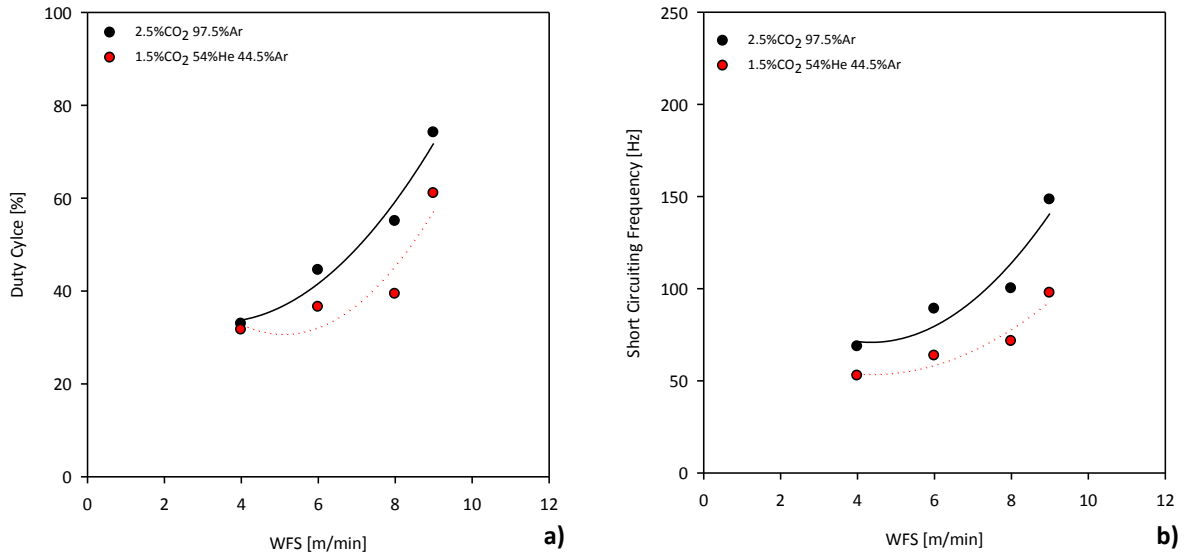 100
80
60
40
20
0
Duty Cylce [%]
2.5%CO2 97.5%Ar
1.5%CO2 54%He 44.5%Ar
0 2 4 6 8 10 12
WFS [m/min]
a)
250
200
150
100
50
0
Short Circuiting Frequency [Hz]
2.5%CO2 97.5%Ar
1.5%CO2 54%He 44.5%Ar
0 2 4 6 8 10 12
WFS [m/min]
b)